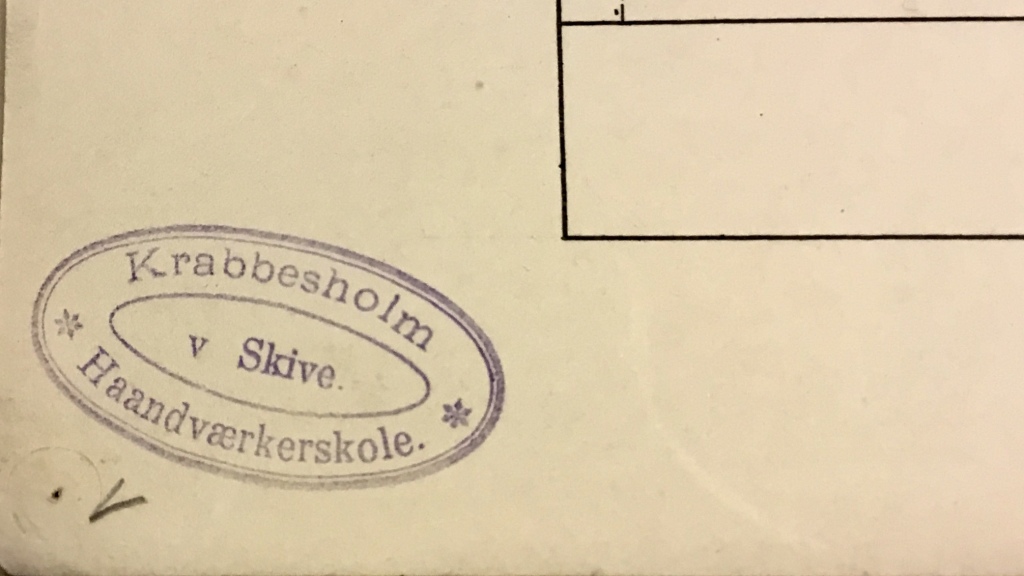 Krabbesholm
v Skive.
Haandværkerskole.